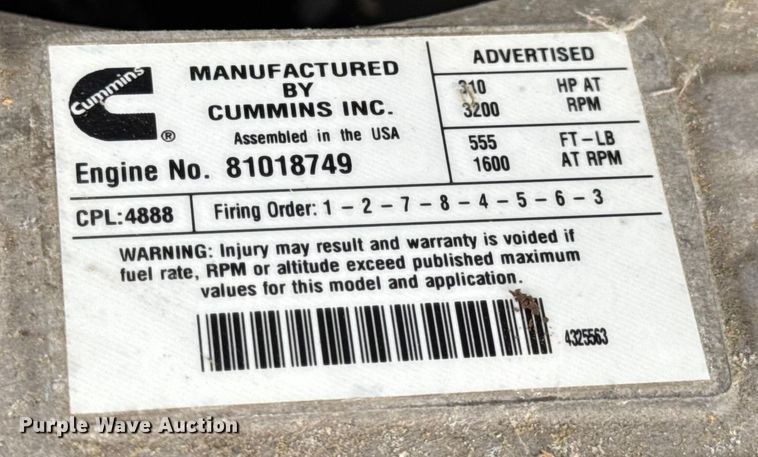 Cummins
®
MANUFACTURED
BY
CUMMINS INC.
Assembled in the USA
Engine No. 81018749
ADVERTISED
310 HP AT
3200 RPM
555 FT-LB
1600 AT RPM
CPL:4888
Firing Order: 1 - 2 - 7 - 8 - 4 - 5 - 6 - 3
WARNING: Injury may result and warranty is voided if
fuel rate, RPM or altitude exceed published maximum
values for this model and application.
4325563
Purple Wave Auction®